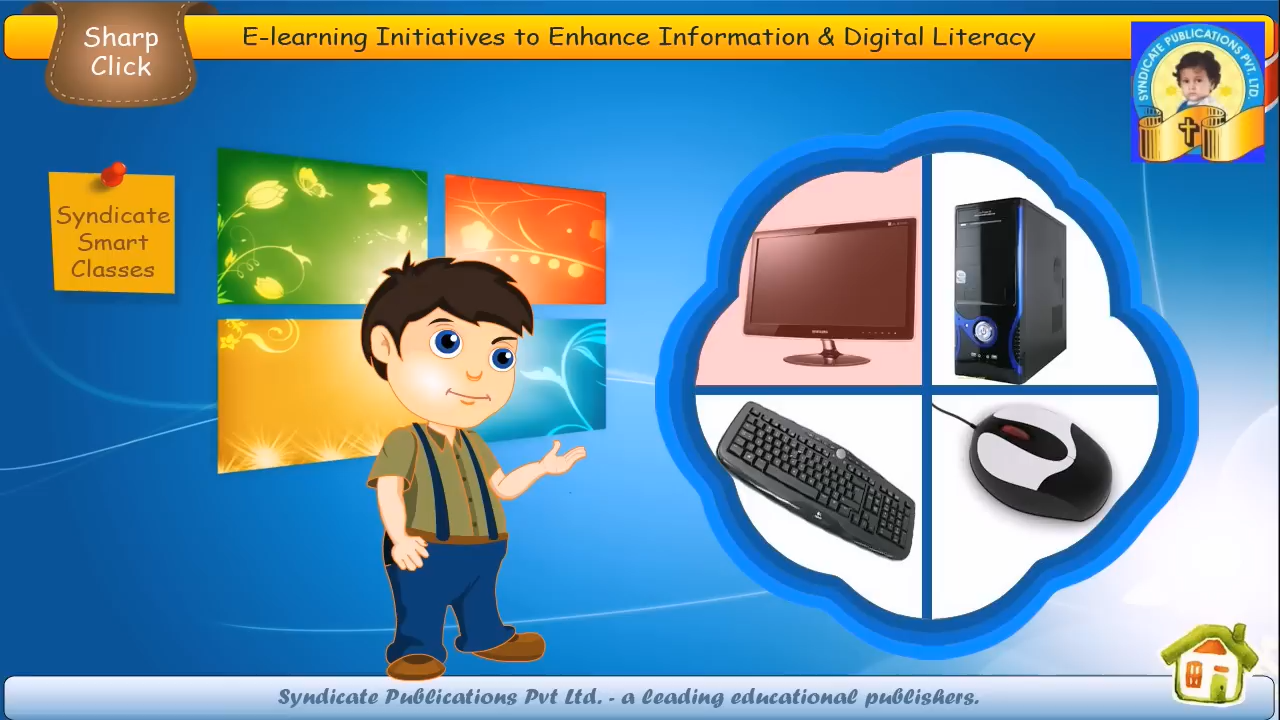 Sharp
Click
E-learning Initiatives to Enhance Information & Digital Literacy
SYNDICATE PUBLICATIONS PVT. LTD.
Syndicate
Smart
Classes
SAMSUNG
Syndicate Publications Pvt Ltd. - a leading educational publishers.